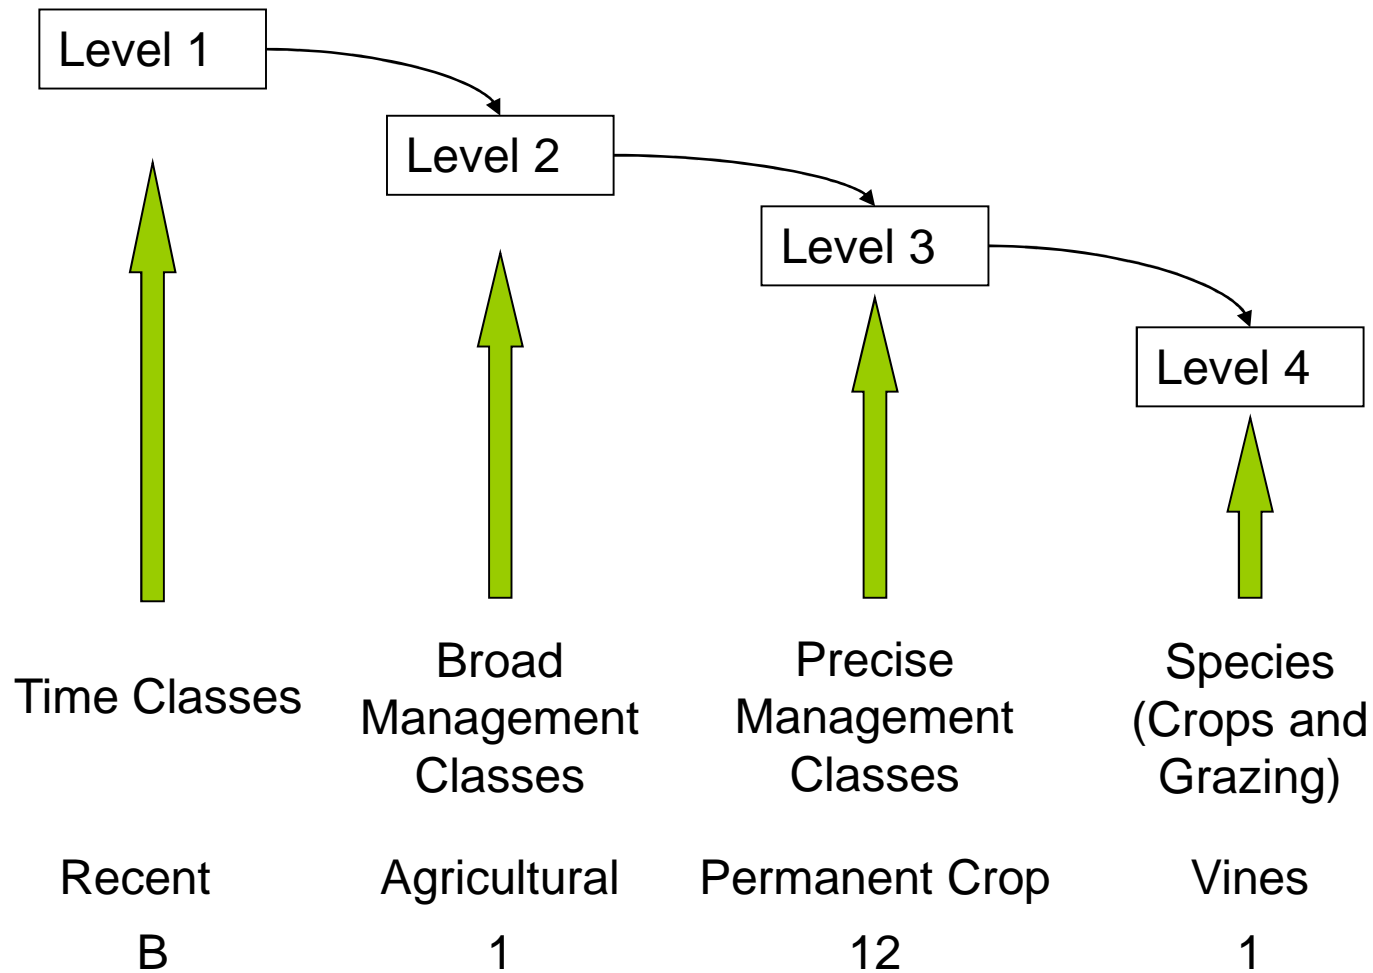 Level 1
Level 2
Level 3
Level 4
Time Classes
Broad
Management
Classes
Precise
Management
Classes
Species
(Crops and
Grazing)
Recent
Agricultural
Permanent Crop
Vines
B
1
12
1